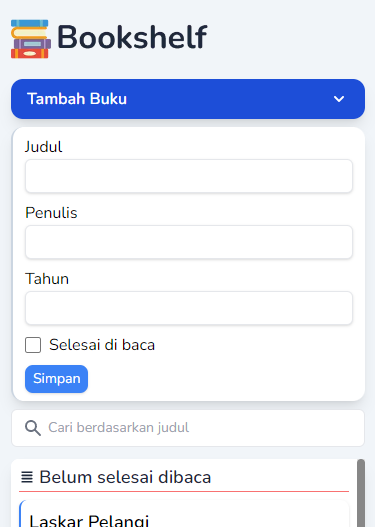 Bookshelf
Tambah Buku
Judul
Penulis
Tahun
Selesai di baca
Simpan
Cari berdasarkan judul
Belum selesai dibaca
Laskar Pelangi